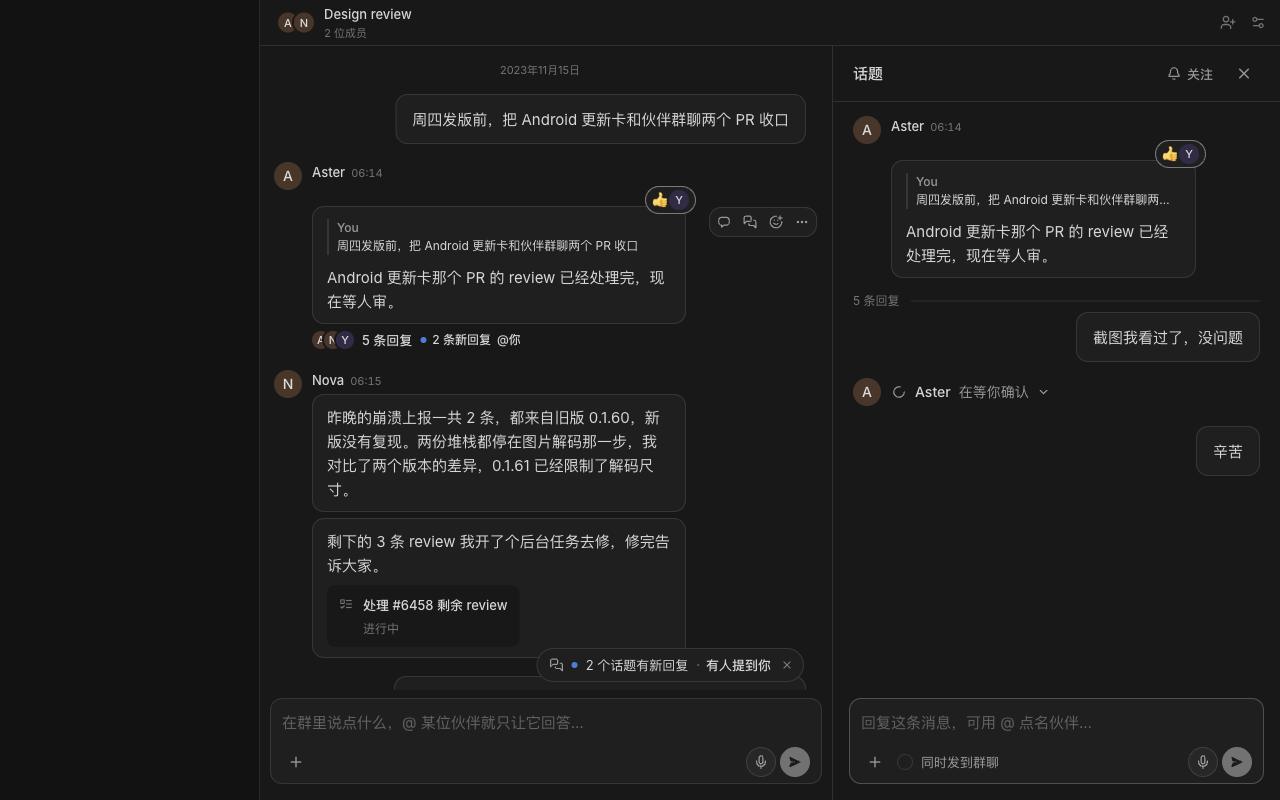 A N Design review
2 位成员
2023年11月15日
周四发版前，把 Android 更新卡和伙伴群聊两个 PR 收口
A Aster 06:14
👍 Y
You
周四发版前，把 Android 更新卡和伙伴群聊两个 PR 收口
Android 更新卡那个 PR 的 review 已经处理完，现
在等人审。
A N Y 5 条回复 2 条新回复 @你
N Nova 06:15
昨晚的崩溃上报一共 2 条，都来自旧版 0.1.60，新
版没有复现。两份堆栈都停在图片解码那一步，我
对比了两个版本的差异，0.1.61 已经限制了解码尺
寸。
剩下的 3 条 review 我开了个后台任务去修，修完告
诉大家。
处理 #6458 剩余 review
进行中
2 个话题有新回复 · 有人提到你
在群里说点什么，@ 某位伙伴就只让它回答...
话题
关注
A Aster 06:14
👍 Y
You
周四发版前，把 Android 更新卡和伙伴群聊两...
Android 更新卡那个 PR 的 review 已经
处理完，现在等人审。
5 条回复
截图我看过了，没问题
A Aster 在等你确认
辛苦
回复这条消息，可用 @ 点名伙伴...
同时发到群聊